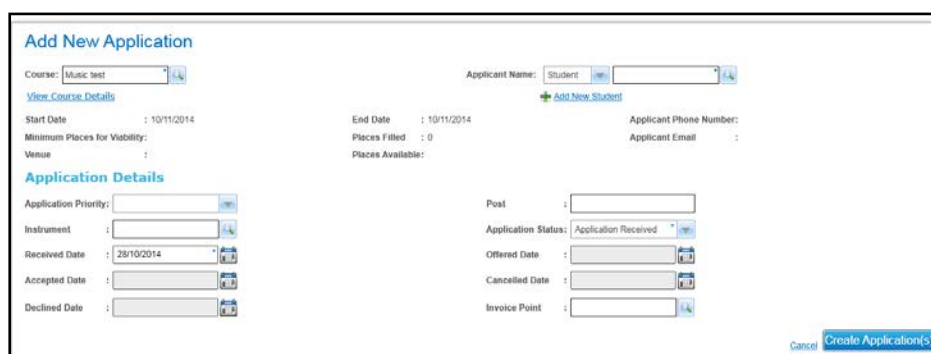 Add New Application
Course: Music test * Applicant Name: Student *
View Course Details Add New Student
Start Date : 10/11/2014 End Date : 10/11/2014 Applicant Phone Number:
Minimum Places for Viability: Places Filled : 0 Applicant Email :
Venue : Places Available:
Application Details
Application Priority: Post :
Instrument : Application Status: Application Received *
Received Date : 28/10/2014 * Offered Date :
Accepted Date : Cancelled Date :
Declined Date : Invoice Point :
Cancel Create Application(s)